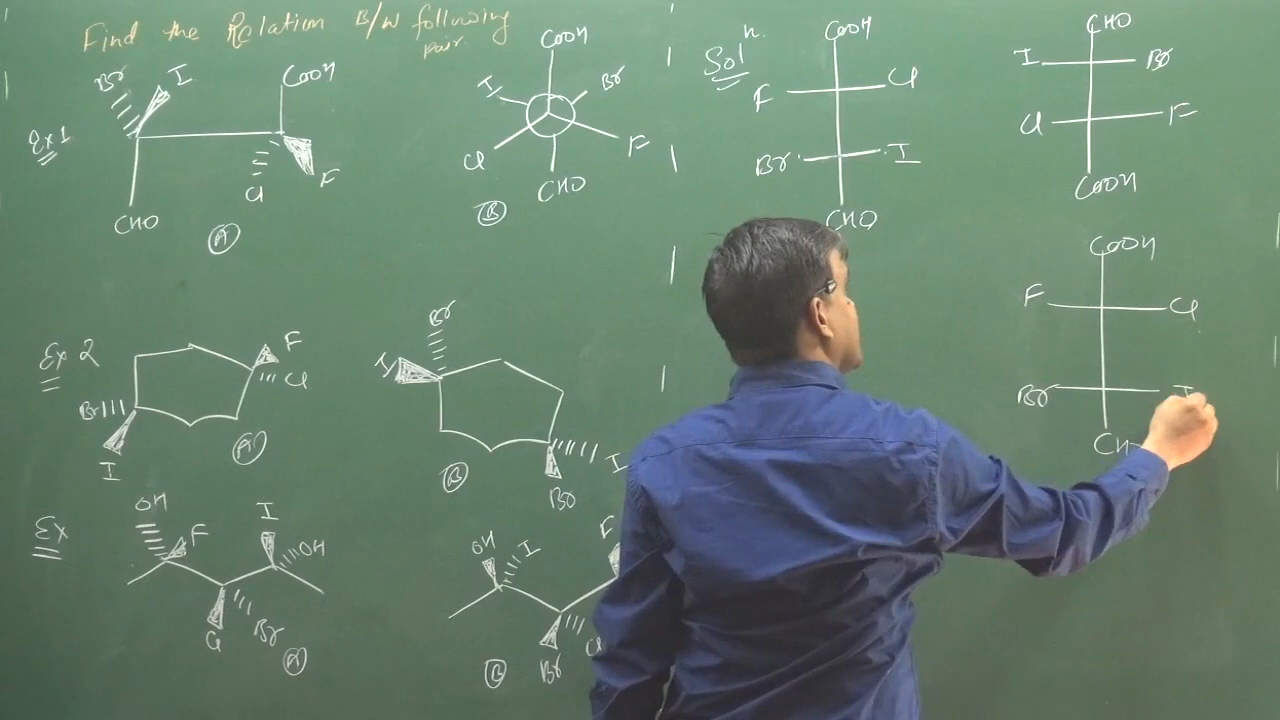 Find the Relation B/W following
pair.
Ex 1
Br
I
COOH
CHO
Cl
F
A
COOH
I
Br
Cl
F
CHO
B
Solⁿ.
COOH
F
Cl
Br
I
CHO
CHO
I
Br
Cl
F
COOH
COOH
F
Cl
Br
I
CH
Ex 2
F
Cl
Br
I
A
Br
I
I
Br
B
Ex
OH
F
I
OH
Cl
Br
A
OH
I
F
Br
Cl
B